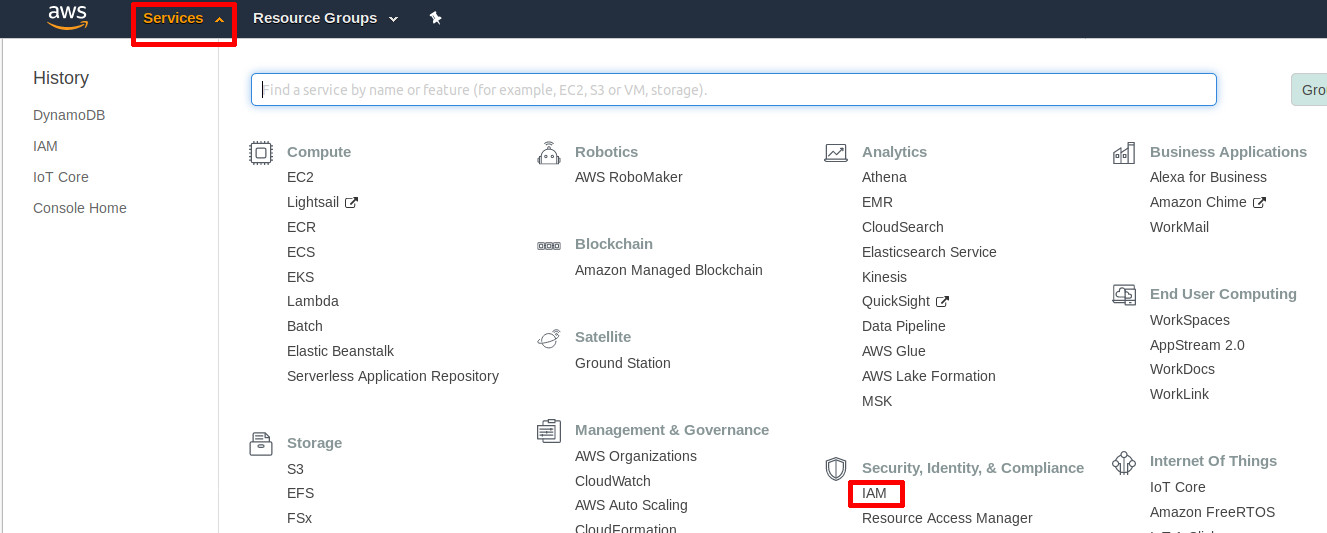 aws
Services
Resource Groups
History
DynamoDB
IAM
IoT Core
Console Home
Find a service by name or feature (for example, EC2, S3 or VM, storage).
Gro
Compute
EC2
Lightsail
ECR
ECS
EKS
Lambda
Batch
Elastic Beanstalk
Serverless Application Repository
Storage
S3
EFS
FSx
Robotics
AWS RoboMaker
Blockchain
Amazon Managed Blockchain
Satellite
Ground Station
Management & Governance
AWS Organizations
CloudWatch
AWS Auto Scaling
CloudFormation
Analytics
Athena
EMR
CloudSearch
Elasticsearch Service
Kinesis
QuickSight
Data Pipeline
AWS Glue
AWS Lake Formation
MSK
Security, Identity, & Compliance
IAM
Resource Access Manager
Business Applications
Alexa for Business
Amazon Chime
WorkMail
End User Computing
WorkSpaces
AppStream 2.0
WorkDocs
WorkLink
Internet Of Things
IoT Core
Amazon FreeRTOS